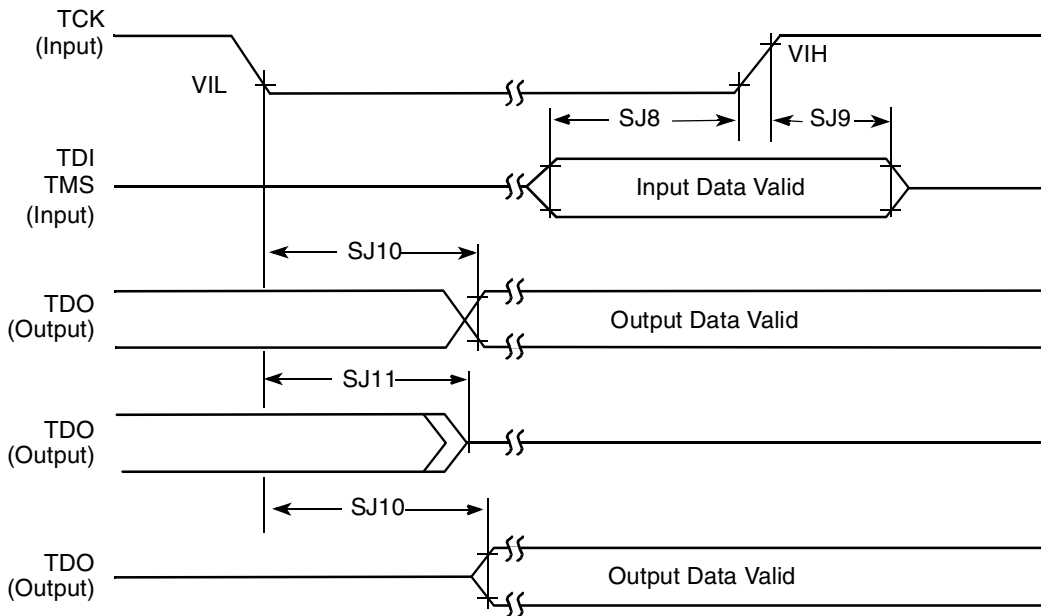 TCK
(Input)
VIL
VIH
SJ8
SJ9
TDI
TMS
(Input)
Input Data Valid
SJ10
TDO
(Output)
Output Data Valid
SJ11
TDO
(Output)
SJ10
TDO
(Output)
Output Data Valid